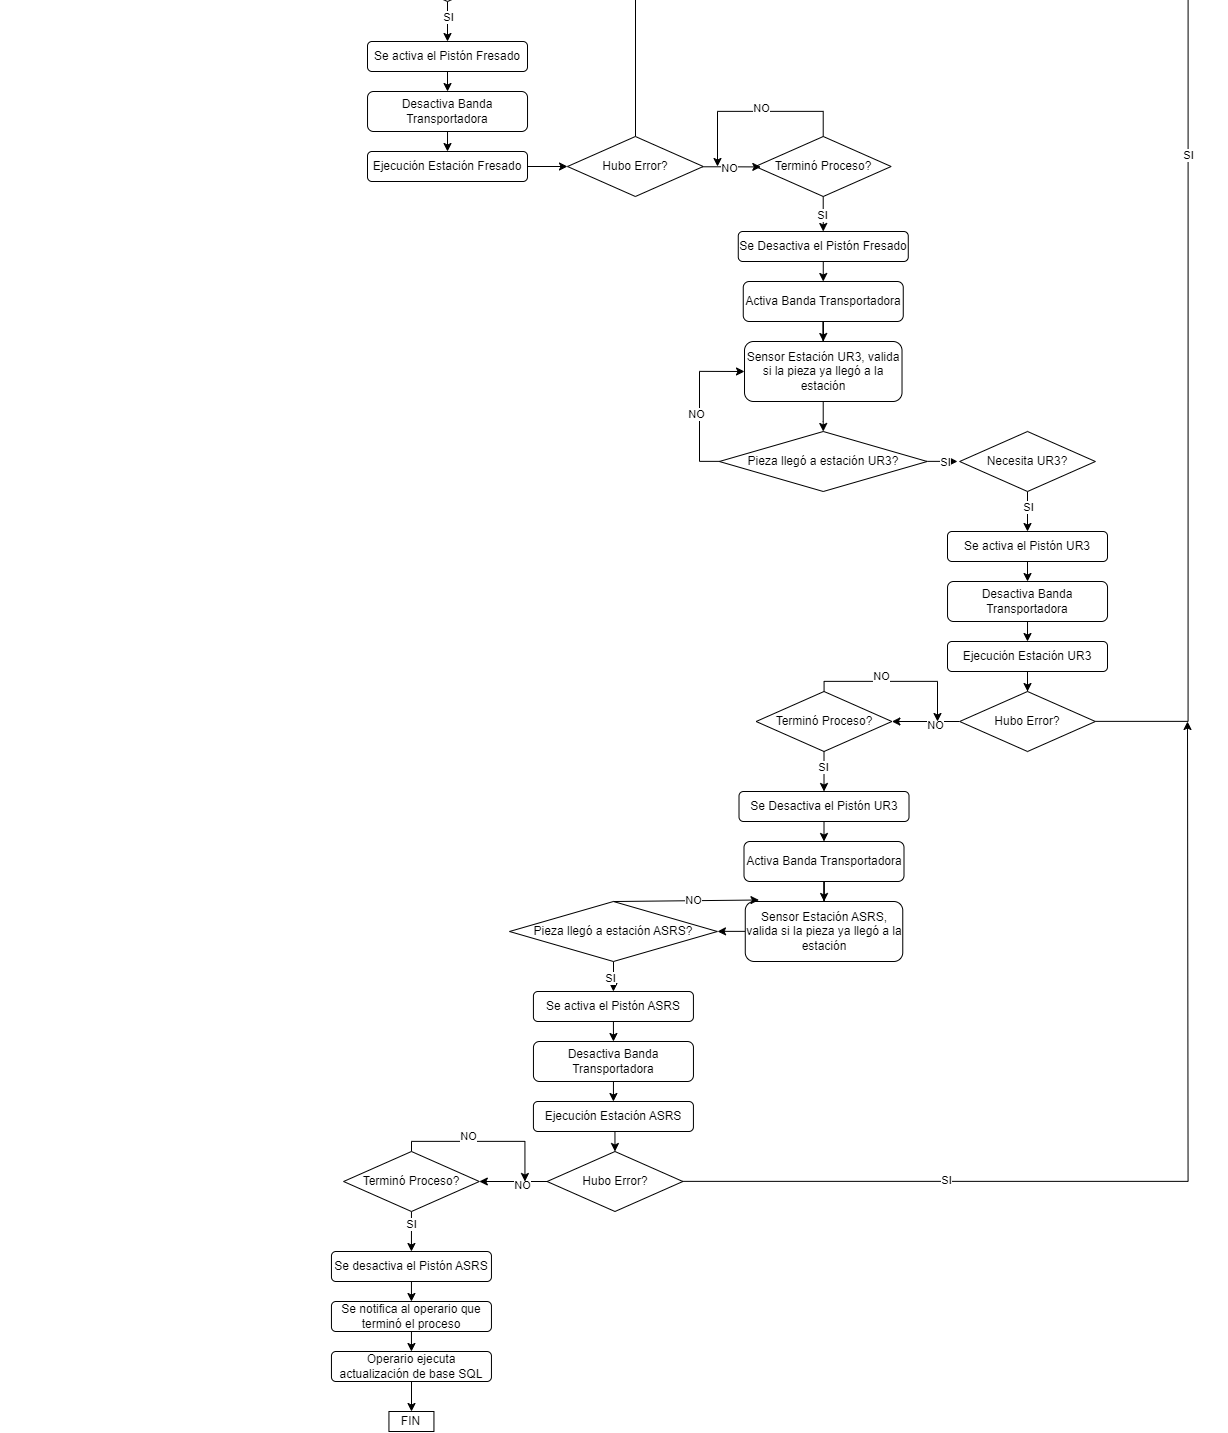 SI
Se activa el Pistón Fresado
Desactiva Banda
Transportadora
Ejecución Estación Fresado
Hubo Error?
NO
NO
Terminó Proceso?
SI
SI
Se Desactiva el Pistón Fresado
Activa Banda Transportadora
Sensor Estación UR3, valida
si la pieza ya llegó a la
estación
NO
Pieza llegó a estación UR3?
SI
Necesita UR3?
SI
Se activa el Pistón UR3
Desactiva Banda
Transportadora
Ejecución Estación UR3
Hubo Error?
NO
NO
Terminó Proceso?
SI
Se Desactiva el Pistón UR3
Activa Banda Transportadora
Sensor Estación ASRS,
valida si la pieza ya llegó a la
estación
NO
Pieza llegó a estación ASRS?
SI
Se activa el Pistón ASRS
Desactiva Banda
Transportadora
Ejecución Estación ASRS
Hubo Error?
SI
NO
NO
Terminó Proceso?
SI
Se desactiva el Pistón ASRS
Se notifica al operario que
terminó el proceso
Operario ejecuta
actualización de base SQL
FIN